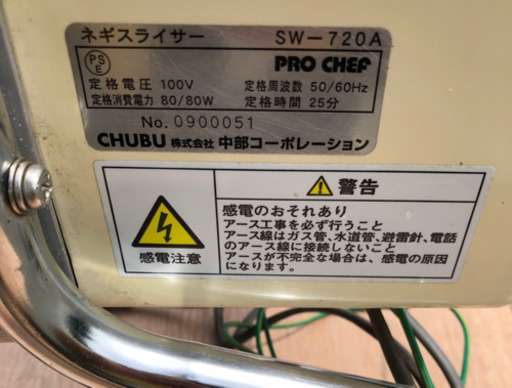 ネギスライサー SW-720A
PS E PRO CHEF
定格電圧 100V 定格周波数 50/60Hz
定格消費電力 80/80W 定格時間 25分
No. 0900051
CHUBU 株式会社 中部コーポレーション
警告
感電のおそれあり
アース工事を必ず行うこと
アース線はガス管、水道管、避雷針、電話
のアース線に接続しないこと
アースが不完全な場合は、感電の原因
になります。
感電注意